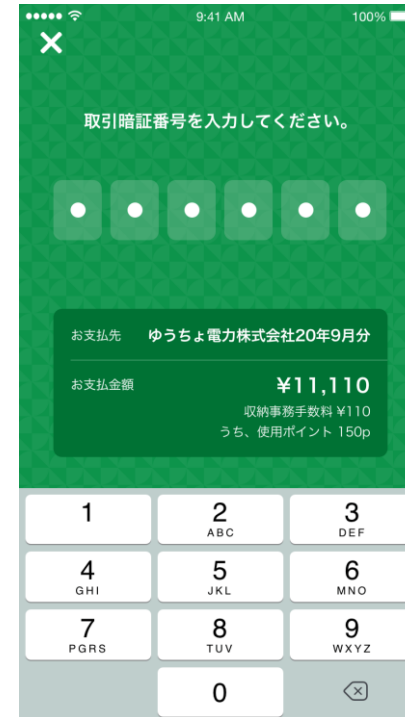 9:41 AM
100%
取引暗証番号を入力してください。
お支払先 ゆうちょ電力株式会社20年9月分
お支払金額 ¥11,110
収納事務手数料 ¥110
うち、使用ポイント 150p
1 2 3
ABC DEF
4 5 6
GHI JKL MNO
7 8 9
PGRS TUV WXYZ
0